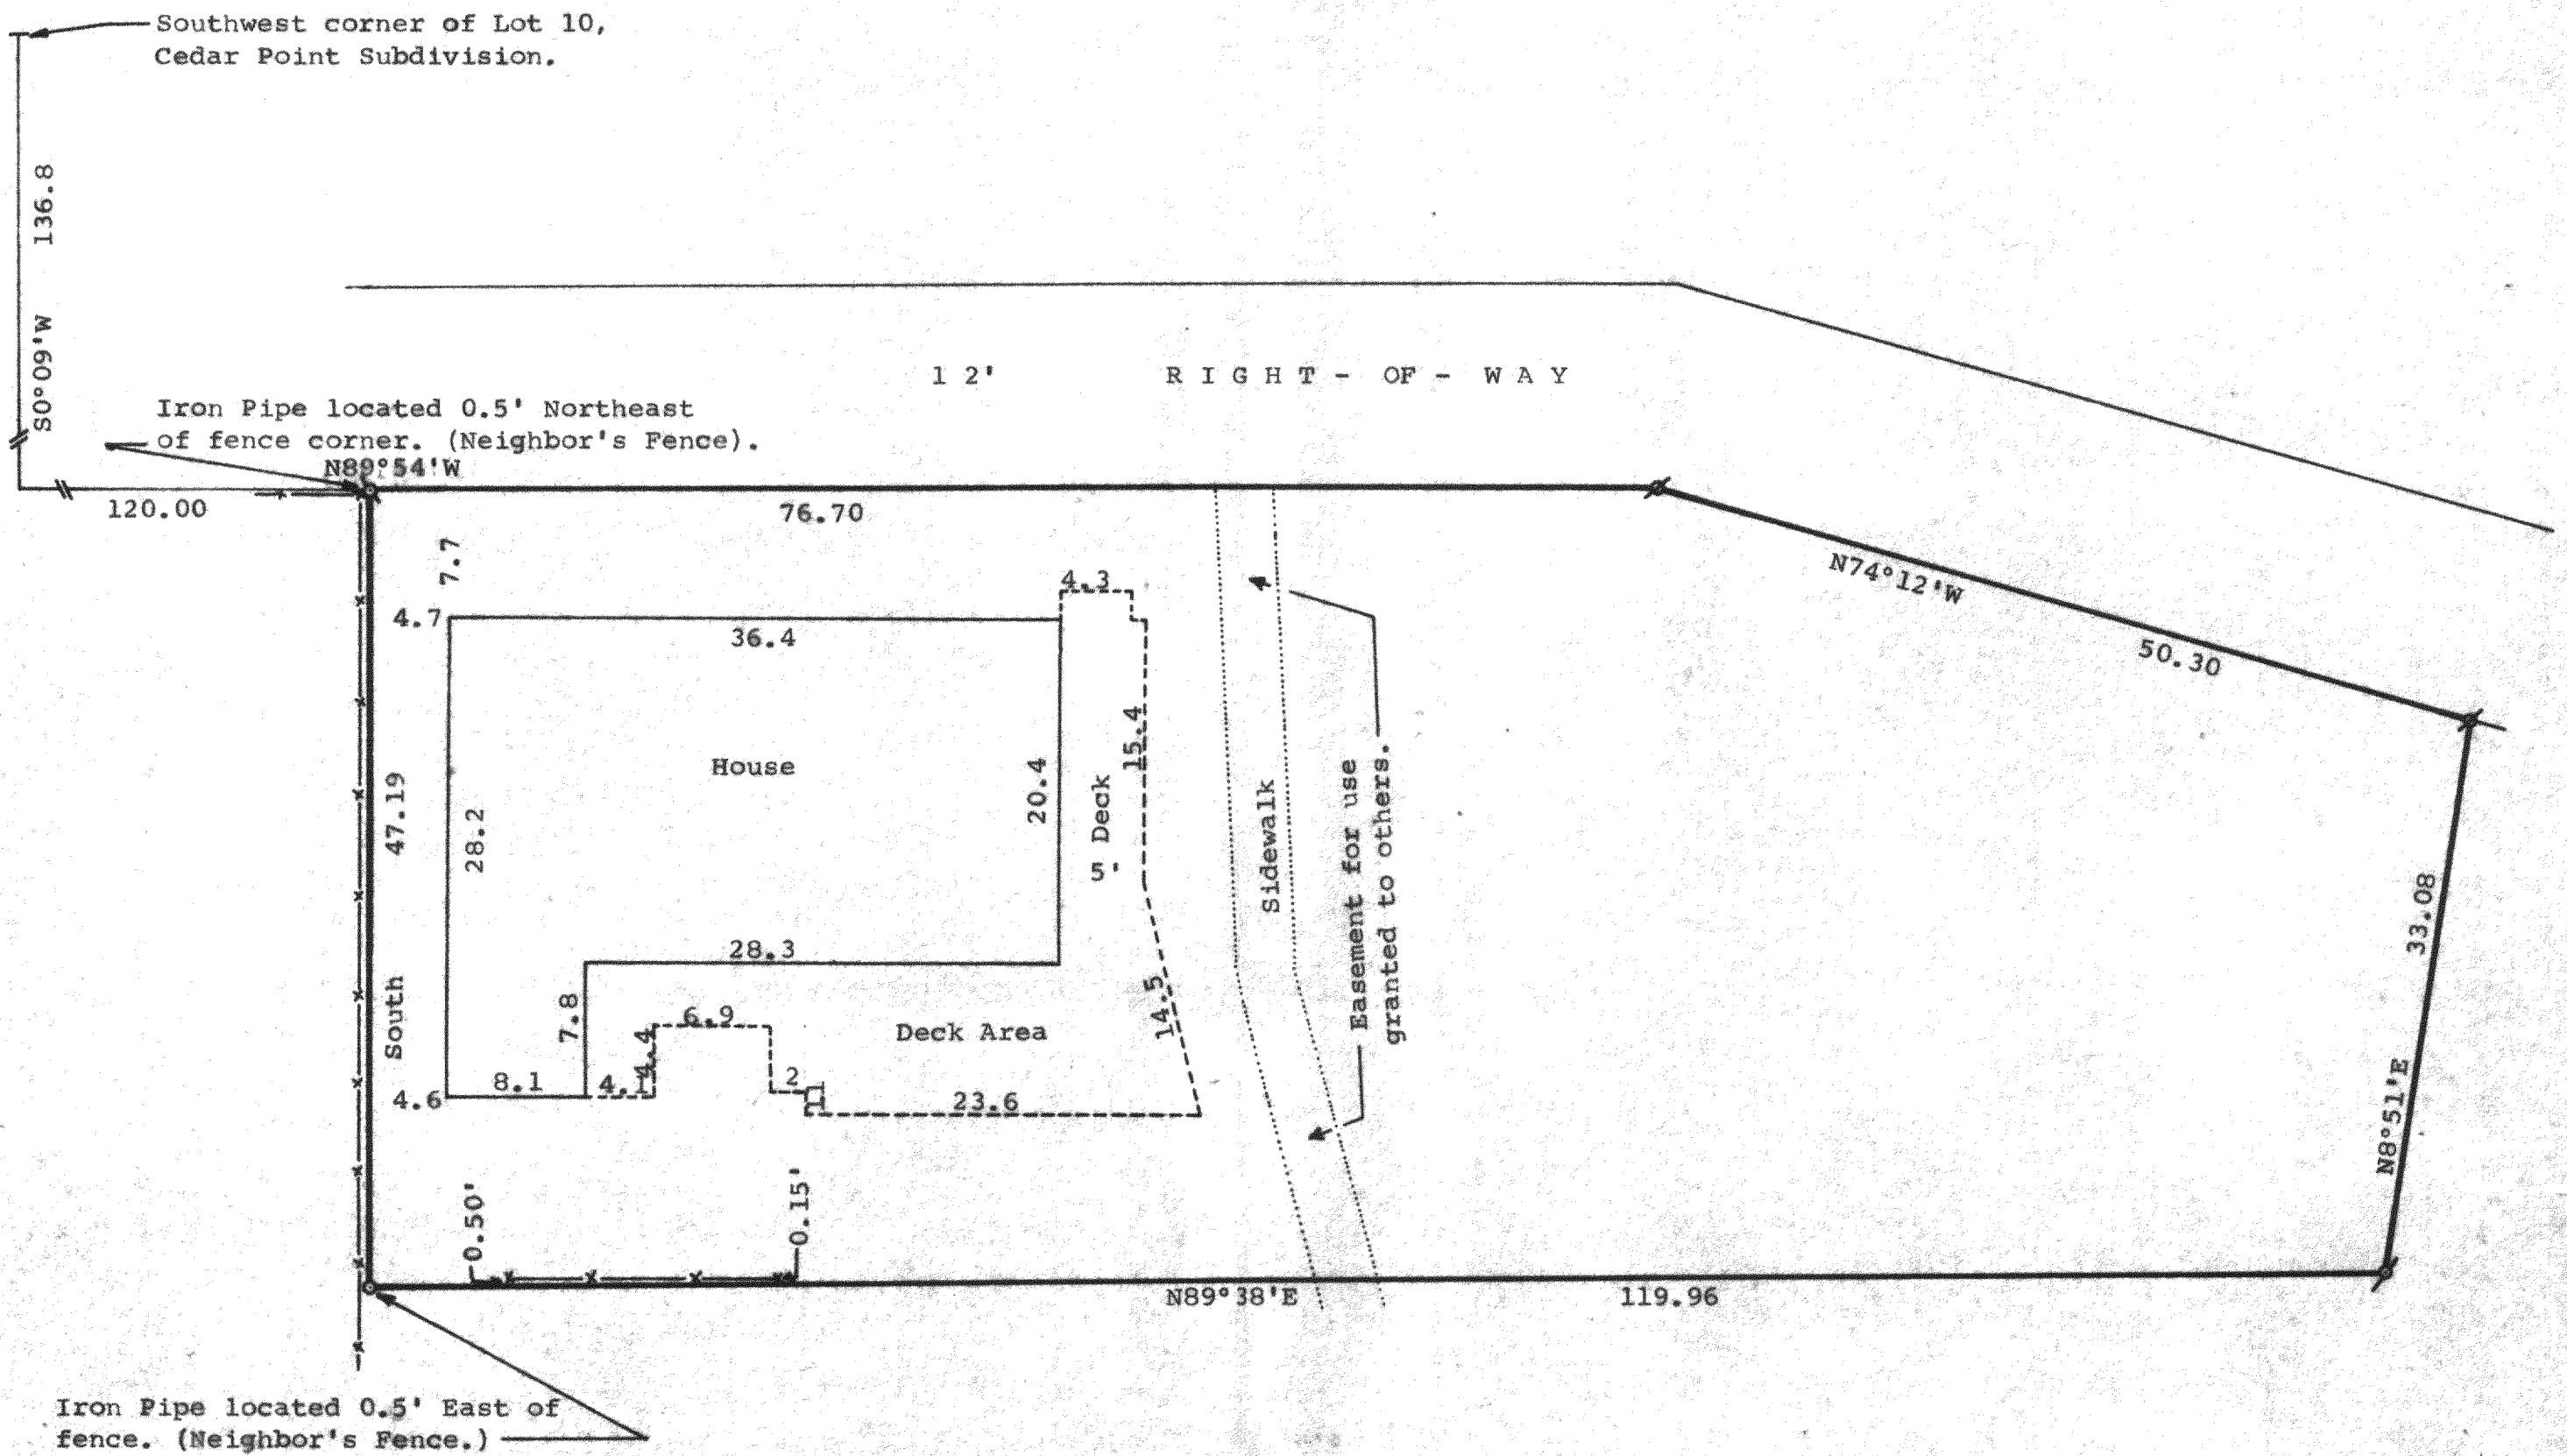 Southwest corner of Lot 10,
Cedar Point Subdivision.
136.8
S0°09'W
12' RIGHT-OF-WAY
Iron Pipe located 0.5' Northeast
of fence corner. (Neighbor's Fence).
N89°54'W
120.00
76.70
N74°12'W
50.30
7.7
4.7
36.4
4.3
House
47.19
South
28.2
20.4
5' Deck
15.4
Sidewalk
Easement for use
granted to others.
33.08
N8°51'E
28.3
7.8
6.9
4.4
Deck Area
14.5
4.6
8.1
4.1
2
1
23.6
0.50'
0.15'
N89°38'E
119.96
Iron Pipe located 0.5' East of
fence. (Neighbor's Fence.)